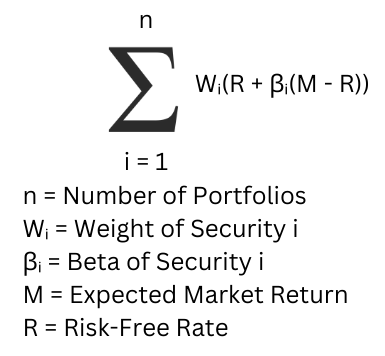 n
∑ Wᵢ(R + βᵢ(M - R))
i = 1
n = Number of Portfolios
Wᵢ = Weight of Security i
βᵢ = Beta of Security i
M = Expected Market Return
R = Risk-Free Rate